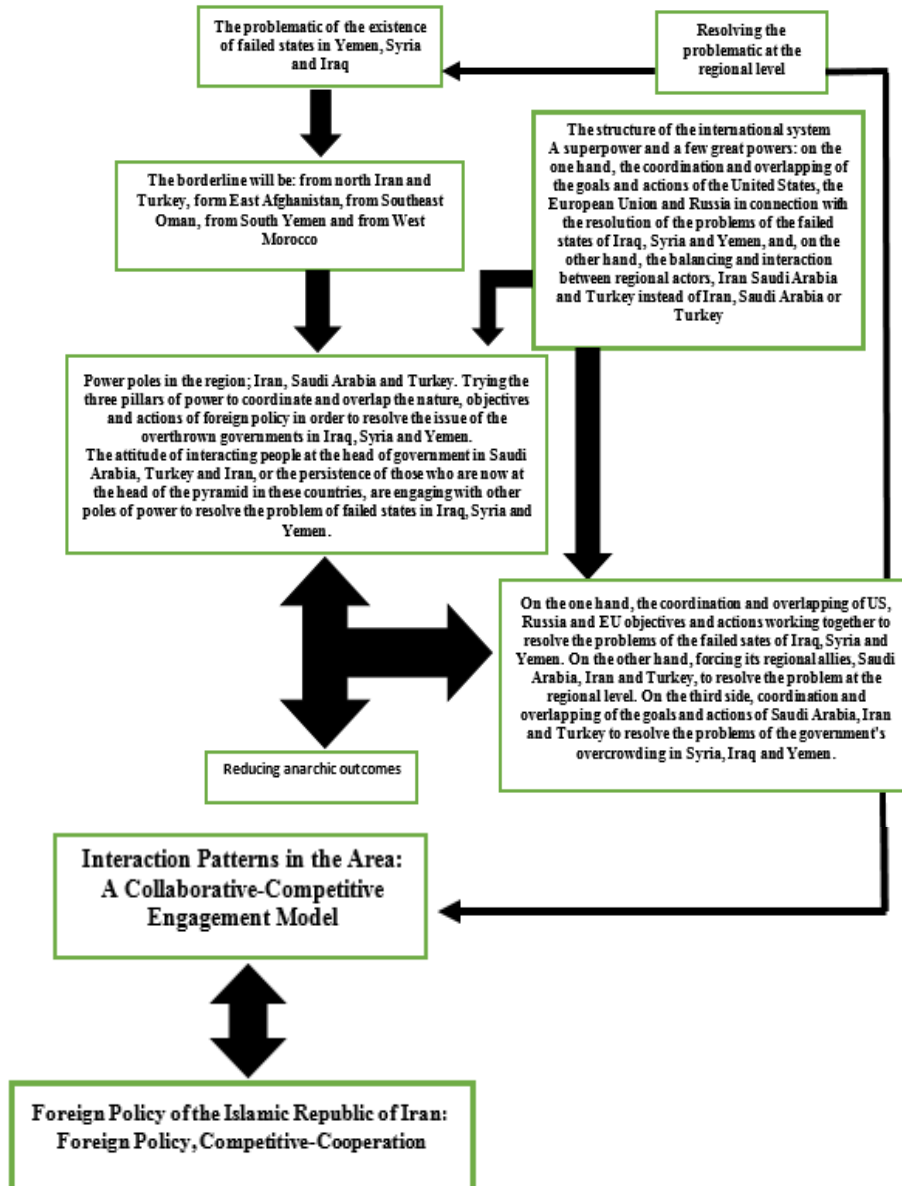 The problematic of the existence
of failed states in Yemen, Syria
and Iraq
Resolving the
problematic at the
regional level
The structure of the international system
A superpower and a few great powers: on the
one hand, the coordination and overlapping of
the goals and actions of the United States, the
European Union and Russia in connection with
the resolution of the problems of the failed
states of Iraq, Syria and Yemen, and, on the
other hand, the balancing and interaction
between regional actors, Iran Saudi Arabia
and Turkey instead of Iran, Saudi Arabia or
Turkey
The borderline will be: from north Iran and
Turkey, form East Afghanistan, from Southeast
Oman, from South Yemen and from West
Morocco
Power poles in the region; Iran, Saudi Arabia and Turkey. Trying the
three pillars of power to coordinate and overlap the nature, objectives
and actions of foreign policy in order to resolve the issue of the
overthrown governments in Iraq, Syria and Yemen.
The attitude of interacting people at the head of government in Saudi
Arabia, Turkey and Iran, or the persistence of those who are now at
the head of the pyramid in these countries, are engaging with other
poles of power to resolve the problem of failed states in Iraq, Syria and
Yemen.
On the one hand, the coordination and overlapping of US,
Russia and EU objectives and actions working together to
resolve the problems of the failed sates of Iraq, Syria and
Yemen. On the other hand, forcing its regional allies, Saudi
Arabia, Iran and Turkey, to resolve the problem at the
regional level. On the third side, coordination and
overlapping of the goals and actions of Saudi Arabia, Iran
and Turkey to resolve the problems of the government's
overcrowding in Syria, Iraq and Yemen.
Reducing anarchic outcomes
Interaction Patterns in the Area:
A Collaborative-Competitive
Engagement Model
Foreign Policy of the Islamic Republic of Iran:
Foreign Policy, Competitive-Cooperation